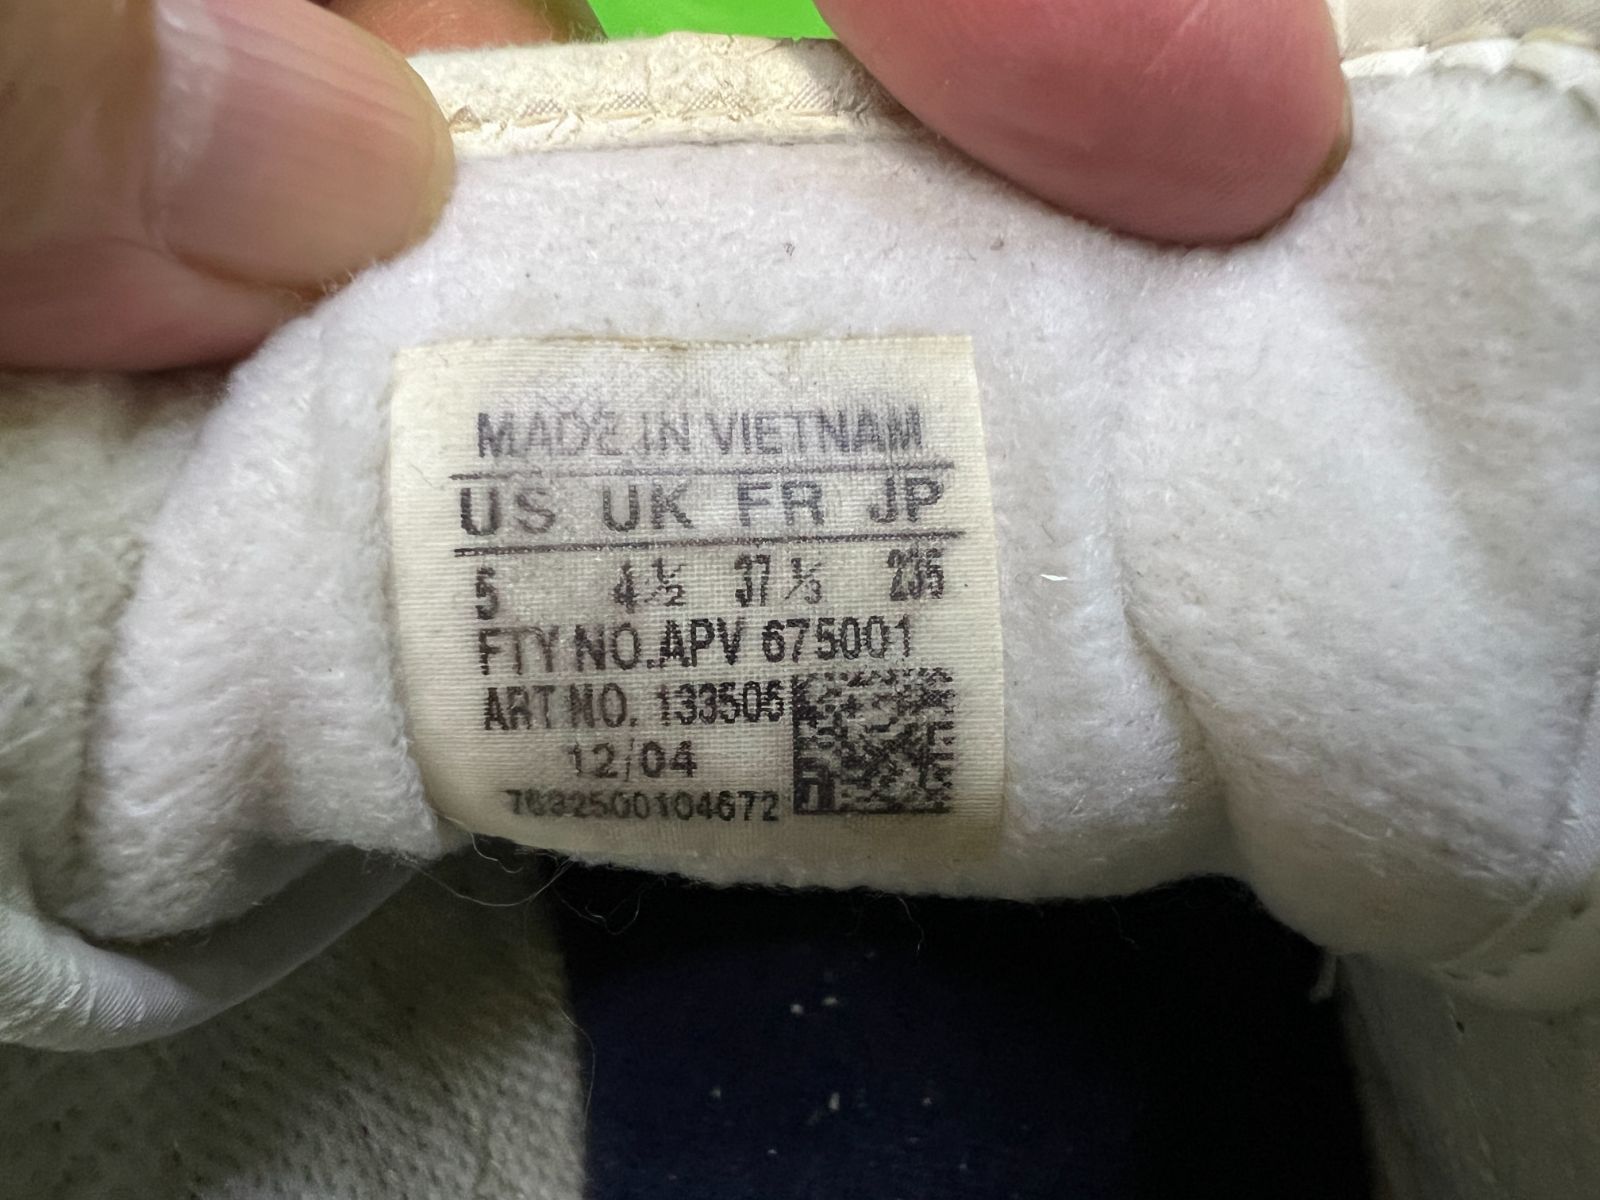 MADE IN VIETNAM
US UK FR JP
5 4½ 37⅓ 235
FTY NO. APV 675001
ART NO. 133505
12/04
7632500104672